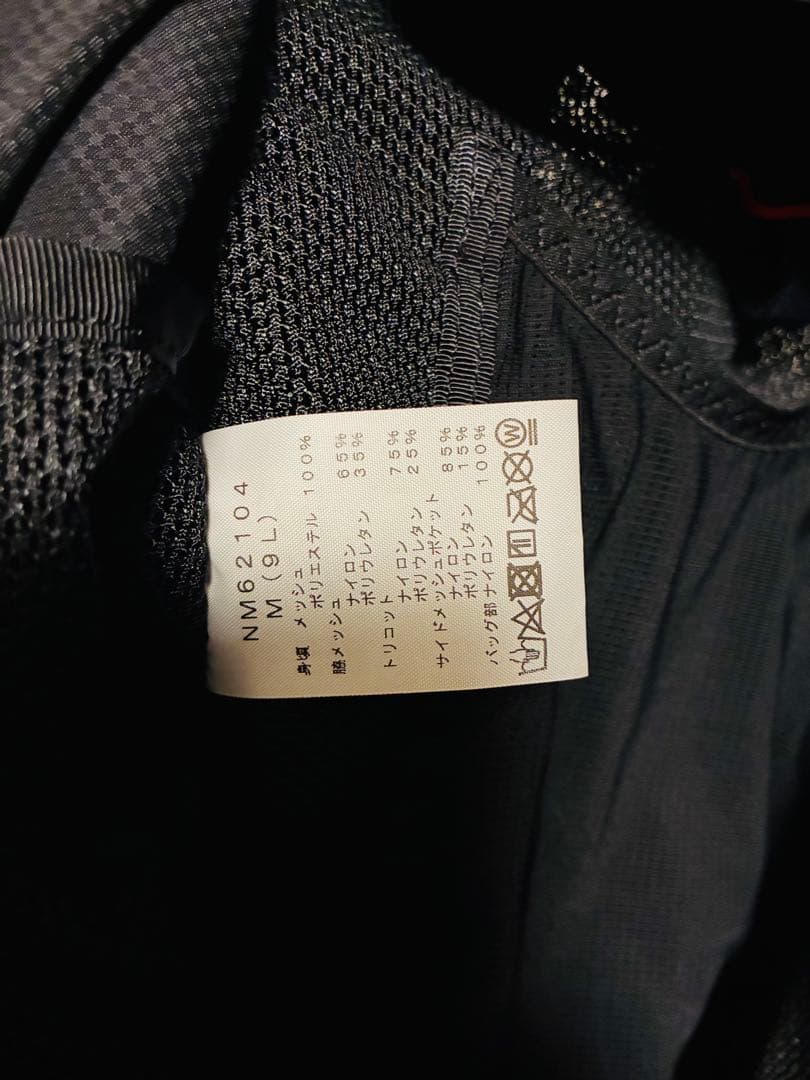 NM62104
M(9L)
身頃 メッシュ
ポリエステル 100%
脇メッシュ
ナイロン 65%
ポリウレタン 35%
トリコット
ナイロン 75%
ポリウレタン 25%
サイドメッシュポケット
ナイロン 85%
ポリウレタン 15%
バッグ部 ナイロン 100%
W